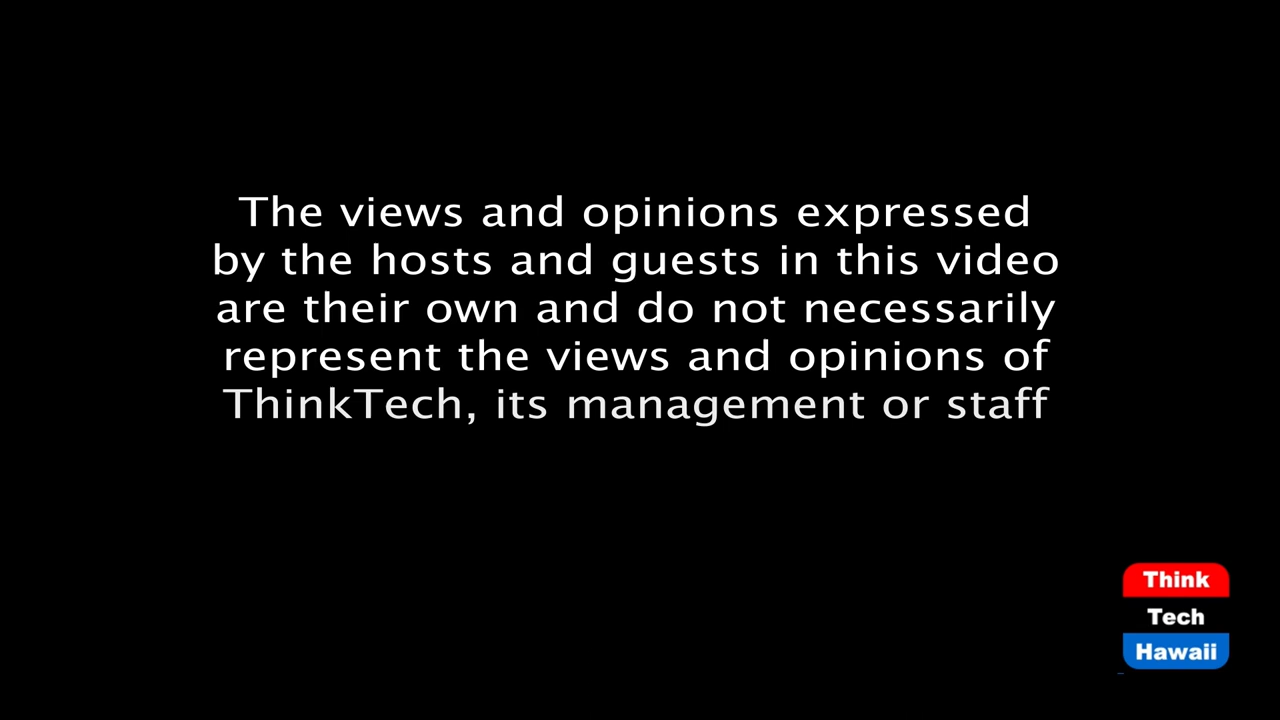 The views and opinions expressed
by the hosts and guests in this video
are their own and do not necessarily
represent the views and opinions of
ThinkTech, its management or staff
Think
Tech
Hawaii